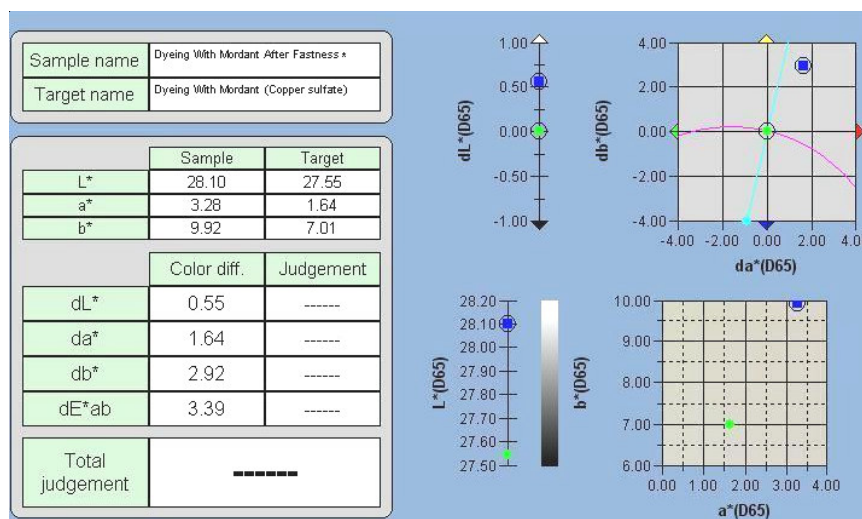 Sample name Dyeing With Mordant After Fastness *
Target name Dyeing With Mordant (Copper sulfate)
Sample Target
L* 28.10 27.55
a* 3.28 1.64
b* 9.92 7.01
Color diff. Judgement
dL* 0.55 ------
da* 1.64 ------
db* 2.92 ------
dE*ab 3.39 ------
Total
judgement ------
1.00
0.50
0.00
-0.50
-1.00
dL*(D65)
4.00
2.00
0.00
-2.00
-4.00
db*(D65)
-4.00 -2.00 0.00 2.00 4.0
da*(D65)
28.20
28.10
28.00
27.90
27.80
27.70
27.60
27.50
L*(D65)
10.00
9.00
8.00
7.00
6.00
b*(D65)
0.00 1.00 2.00 3.00 4.00
a*(D65)